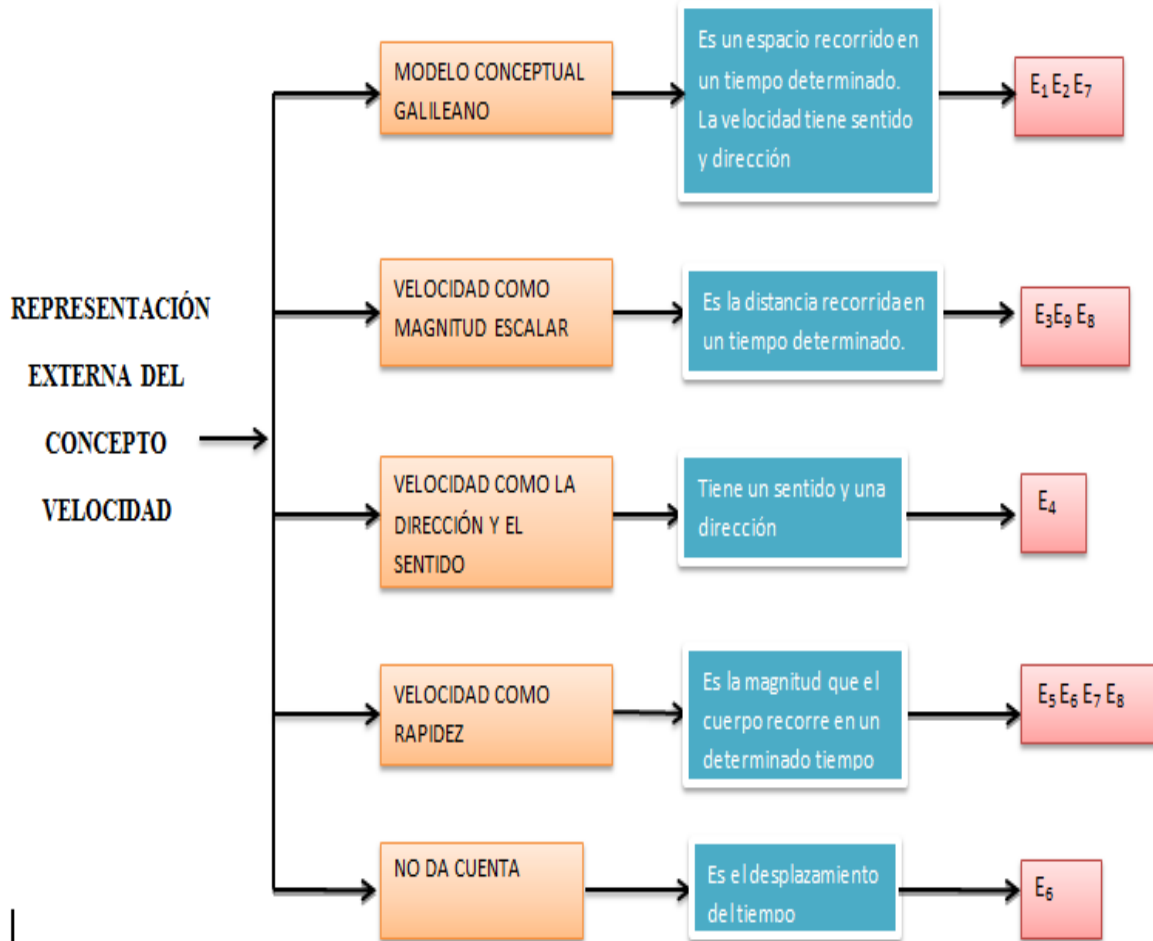 REPRESENTACIÓN
EXTERNA DEL
CONCEPTO
VELOCIDAD
MODELO CONCEPTUAL
GALILEANO
Es un espacio recorrido en
un tiempo determinado.
La velocidad tiene sentido
y dirección
E₁ E₂ E₇
VELOCIDAD COMO
MAGNITUD ESCALAR
Es la distancia recorrida en
un tiempo determinado.
E₃E₉ E₈
VELOCIDAD COMO LA
DIRECCIÓN Y EL
SENTIDO
Tiene un sentido y una
dirección
E₄
VELOCIDAD COMO
RAPIDEZ
Es la magnitud que el
cuerpo recorre en un
determinado tiempo
E₅ E₆ E₇ E₈
NO DA CUENTA
Es el desplazamiento
del tiempo
E₆